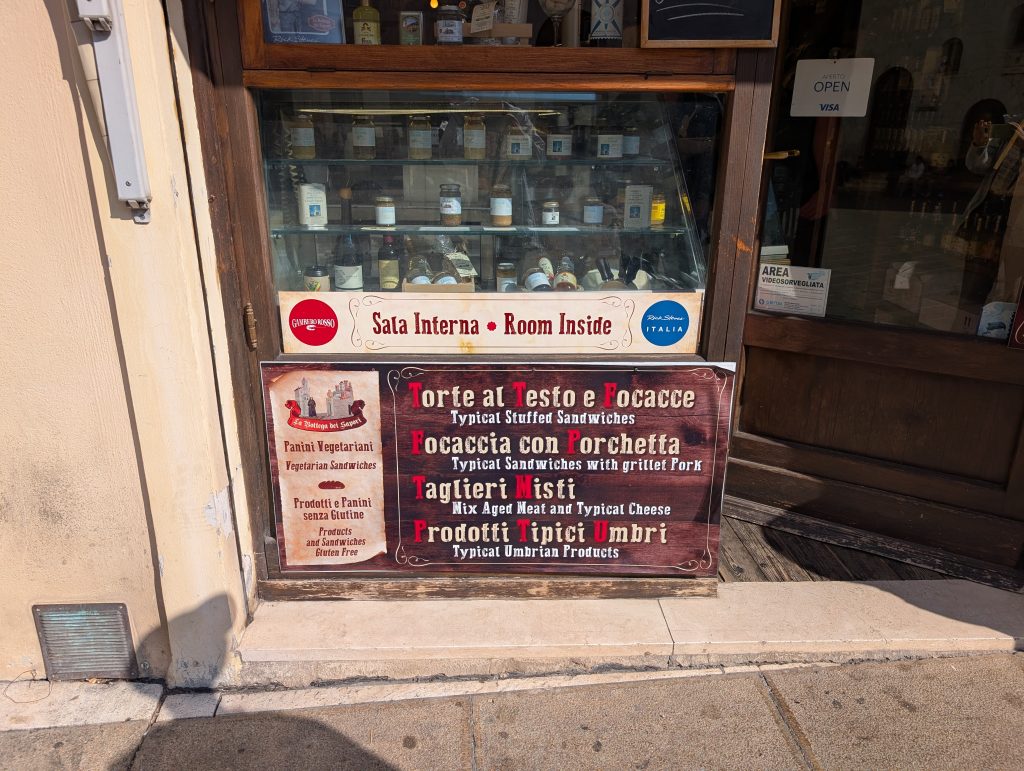 Rick Steves
APERTO
OPEN
VISA
AREA
VIDEOSORVEGLIATA
GAMBERO ROSSO
Sala Interna Room Inside
Rick Steves
ITALIA
La Bottega dei Sapori
Panini Vegetariani
Vegetarian Sandwiches
Prodotti e Panini
senza Glutine
Products
and Sandwiches
Gluten Free
Torte al Testo e Focacce
Typical Stuffed Sandwiches
Focaccia con Porchetta
Typical Sandwiches with grillet Pork
Taglieri Misti
Mix Aged Meat and Typical Cheese
Prodotti Tipici Umbri
Typical Umbrian Products